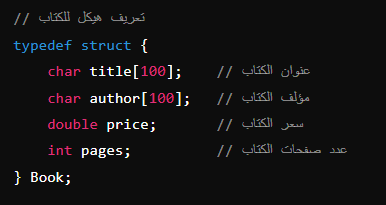 // تعريف هيكل للكتاب
typedef struct {
    char title[100];    // عنوان الكتاب
    char author[100];   // مؤلف الكتاب
    double price;       // سعر الكتاب
    int pages;          // عدد صفحات الكتاب
} Book;